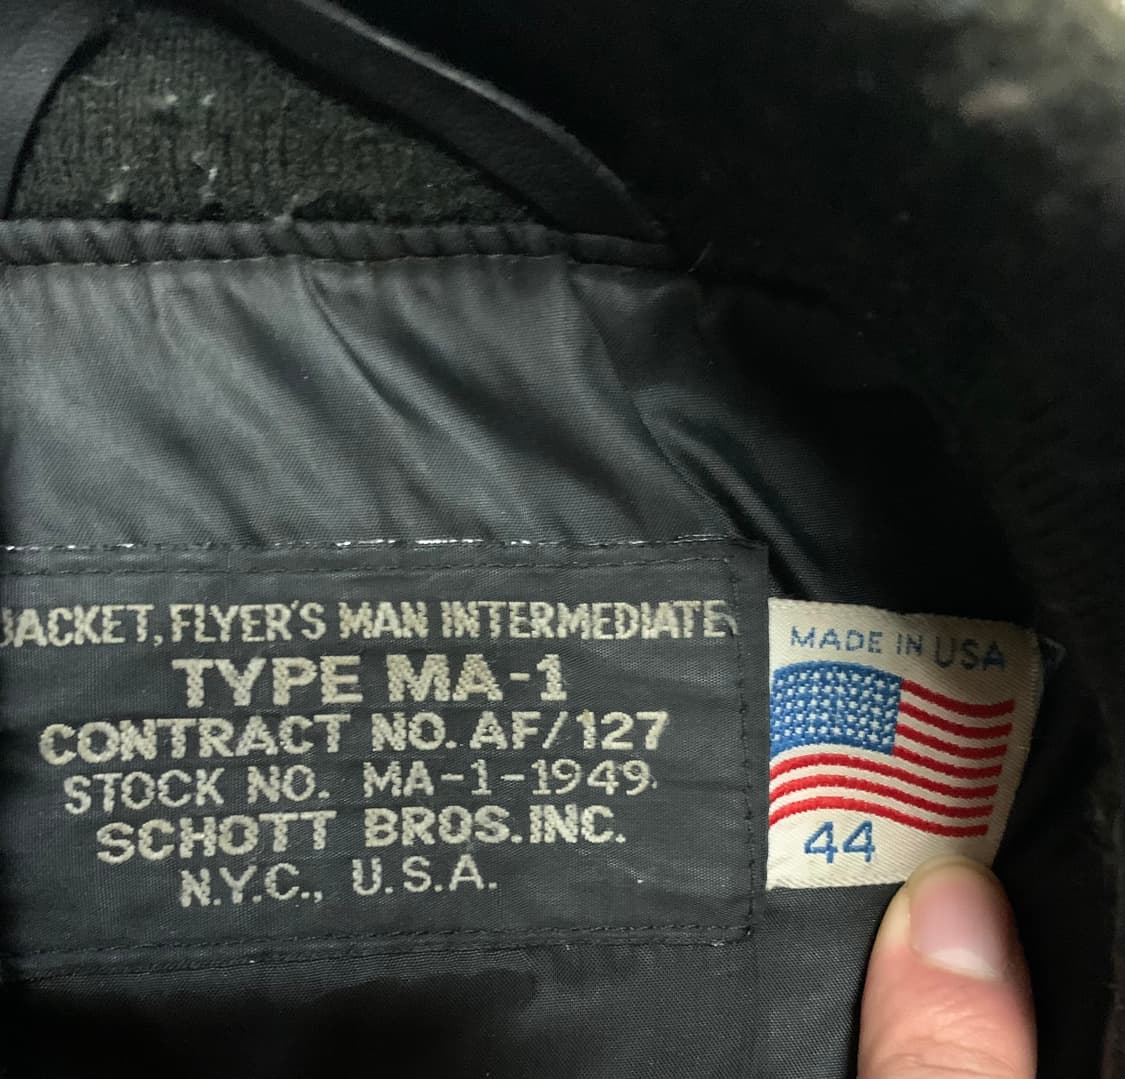 JACKET, FLYER'S MAN INTERMEDIATE
TYPE MA-1
CONTRACT NO. AF/127
STOCK NO. MA-1-1949.
SCHOTT BROS. INC.
N.Y.C., U.S.A.
MADE IN USA
44